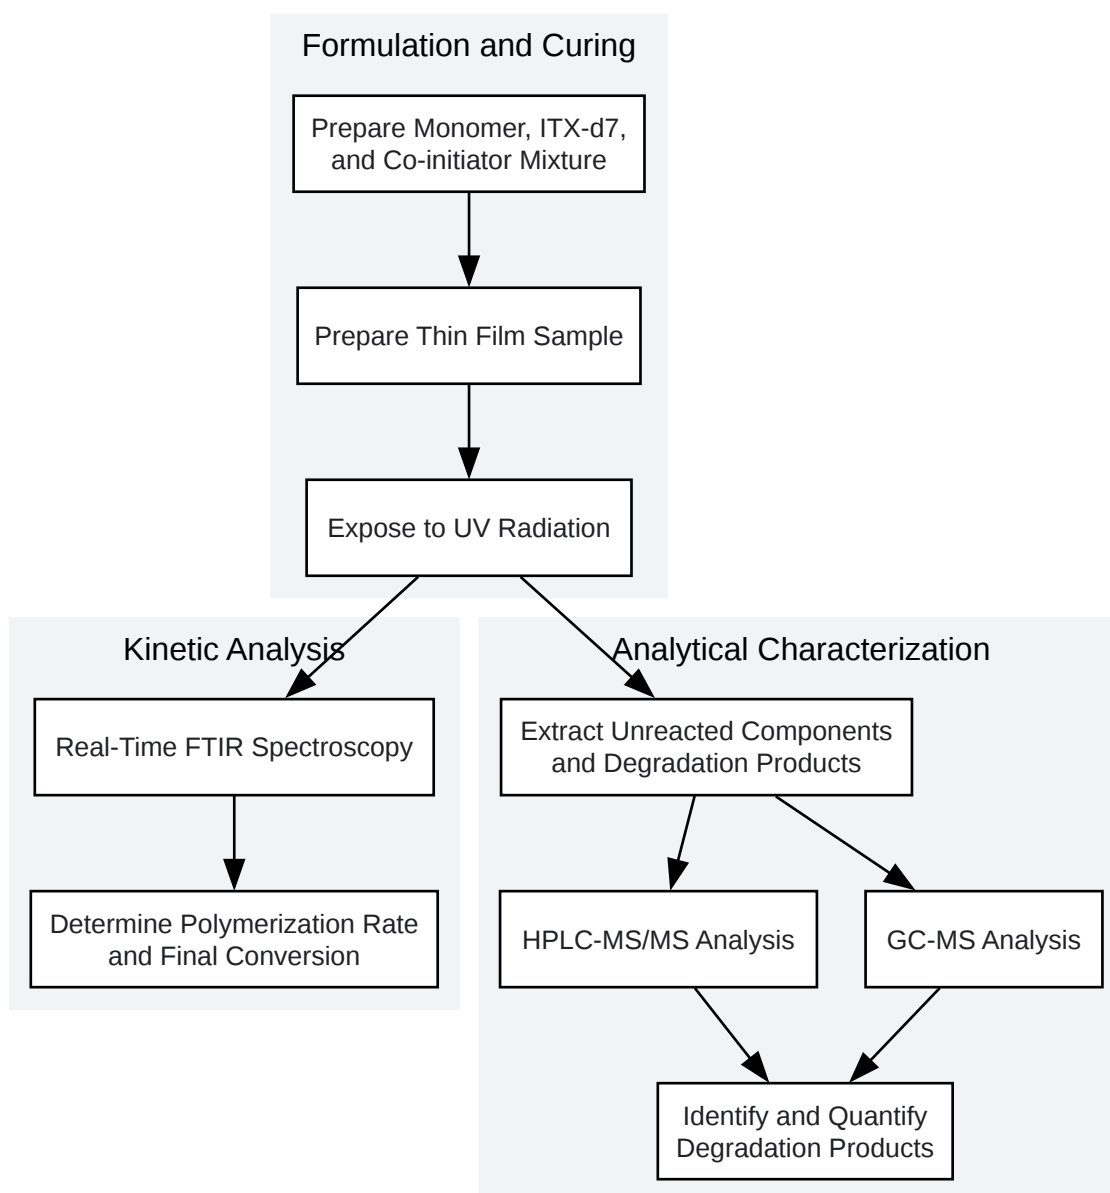 Formulation and Curing
Prepare Monomer, ITX-d7,
and Co-initiator Mixture
Prepare Thin Film Sample
Expose to UV Radiation
Kinetic Analysis
Real-Time FTIR Spectroscopy
Determine Polymerization Rate
and Final Conversion
Analytical Characterization
Extract Unreacted Components
and Degradation Products
HPLC-MS/MS Analysis
GC-MS Analysis
Identify and Quantify
Degradation Products